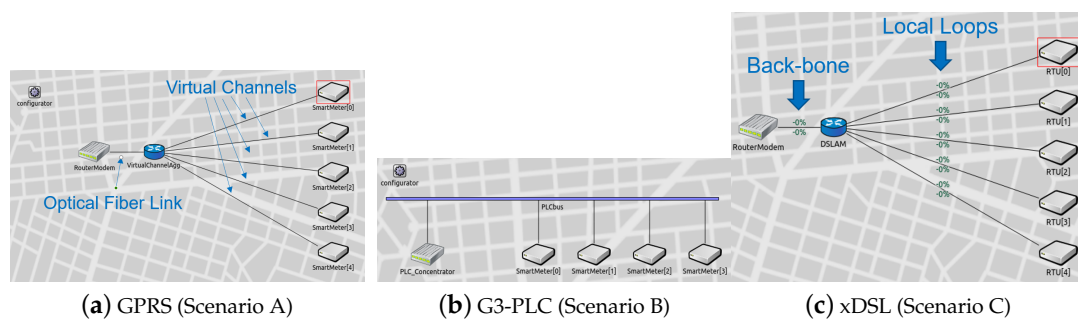 configurator
Virtual Channels
SmartMeter[0]
SmartMeter[1]
RouterModem
VirtualChannelAgg
SmartMeter[2]
Optical Fiber Link
SmartMeter[3]
SmartMeter[4]
(a) GPRS (Scenario A)
configurator
PLCbus
PLC_Concentrator
SmartMeter[0]
SmartMeter[1]
SmartMeter[2]
SmartMeter[3]
(b) G3-PLC (Scenario B)
Local Loops
Back-bone
RTU[0]
-0%
-0%
RTU[1]
-0%
-0%
-0%
-0%
RouterModem
DSLAM
RTU[2]
-0%
-0%
-0%
-0%
RTU[3]
-0%
-0%
RTU[4]
(c) xDSL (Scenario C)